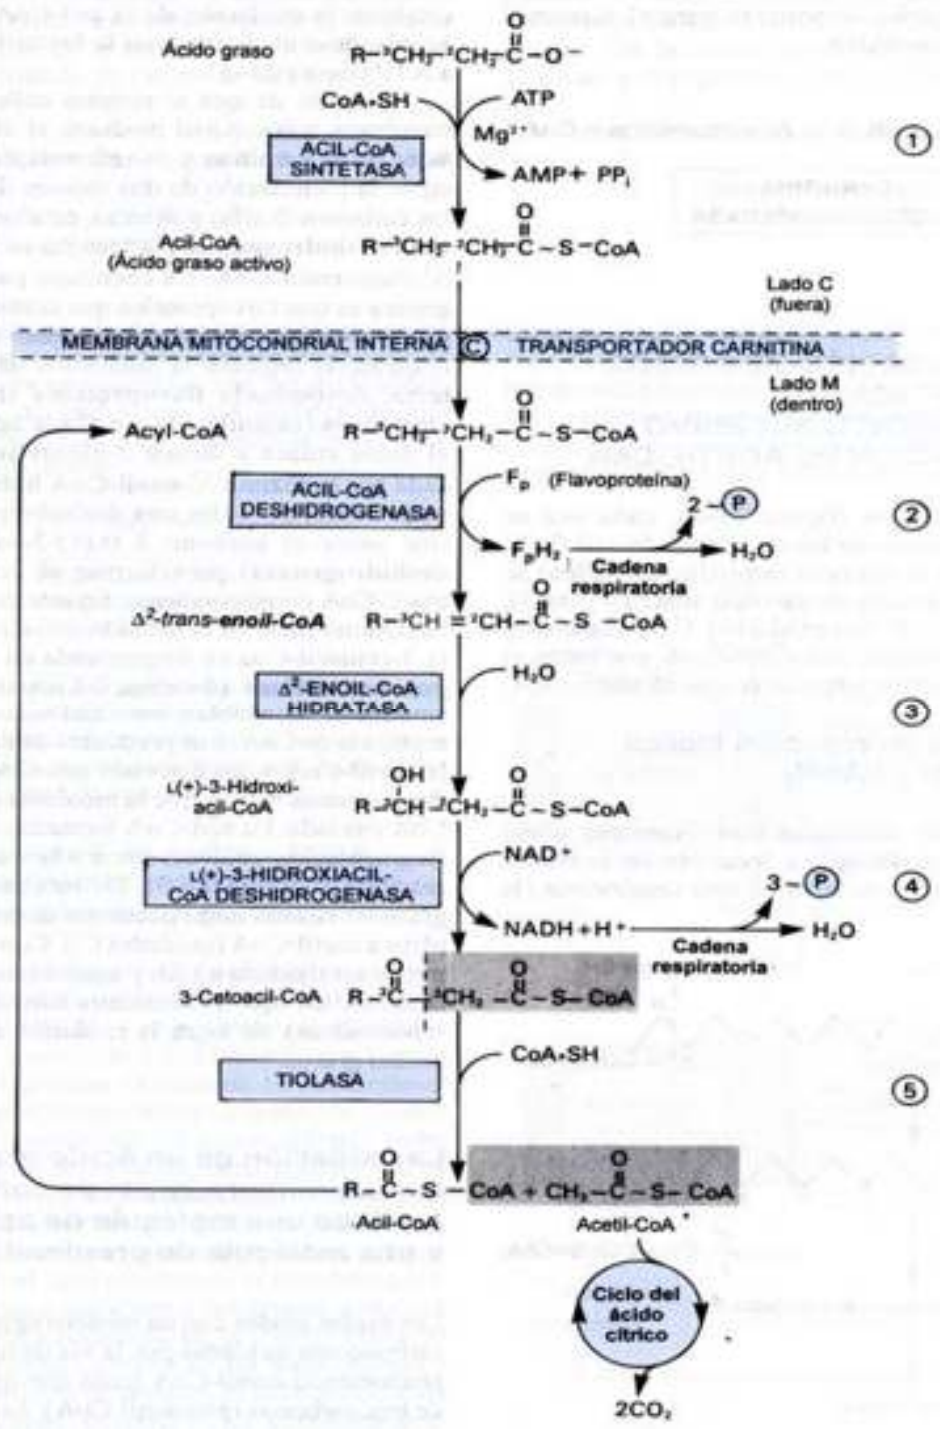 O
Ácido graso R–³CH₂–²CH₂–C–O–
CoA•SH ATP
Mg²⁺
ACIL-CoA
SINTETASA
①
AMP + PPᵢ
O
Acil-CoA R–³CH₂–²CH₂–C–S–CoA
(Ácido graso activo)
Lado C
(fuera)
MEMBRANA MITOCONDRIAL INTERNA Ⓒ TRANSPORTADOR CARNITINA
Lado M
(dentro)
O
Acyl-CoA R–³CH₂–²CH₂–C–S–CoA
Fₚ (Flavoproteína)
ACIL-CoA
DESHIDROGENASA
2–Ⓟ
②
FₚH₂ H₂O
Cadena
respiratoria
O
Δ²-trans-enoil-CoA R–³CH=²CH–C–S–CoA
H₂O
Δ²-ENOIL-CoA
HIDRATASA
③
OH O
L(+)-3-Hidroxi-
acil-CoA R–³CH–²CH₂–C–S–CoA
NAD⁺
L(+)-3-HIDROXIACIL-
CoA DESHIDROGENASA
3–Ⓟ
④
NADH+H⁺ H₂O
Cadena
respiratoria
O O
3-Cetoacil-CoA R–³C–²CH₂–C–S–CoA
CoA•SH
TIOLASA
⑤
O O
R–C–S–CoA + CH₃–C–S–CoA
Acil-CoA Acetil-CoA
Ciclo del
ácido
cítrico
2CO₂